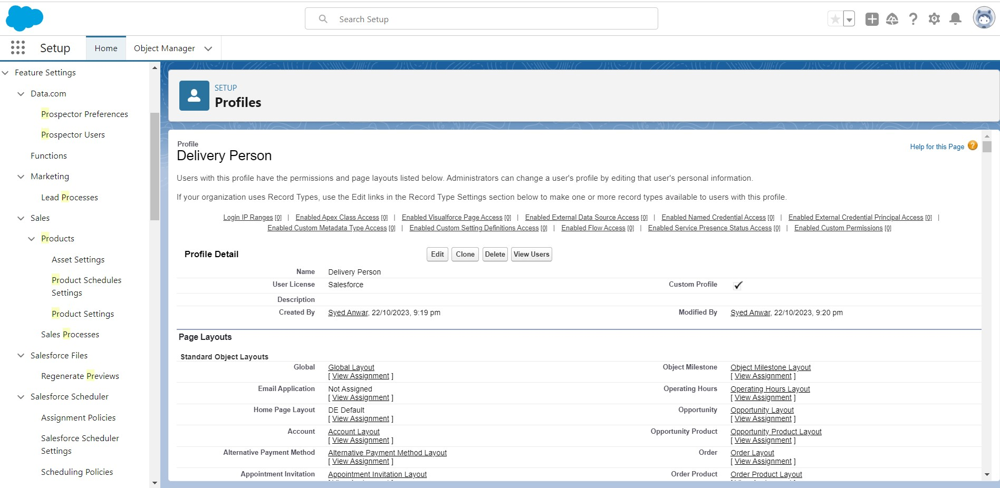 Search Setup
Setup
Home
Object Manager
Feature Settings
Data.com
Prospector Preferences
Prospector Users
Functions
Marketing
Lead Processes
Sales
Products
Asset Settings
Product Schedules
Settings
Product Settings
Sales Processes
Salesforce Files
Regenerate Previews
Salesforce Scheduler
Assignment Policies
Salesforce Scheduler
Settings
Scheduling Policies
SETUP
Profiles
Profile
Delivery Person
Help for this Page ?
Users with this profile have the permissions and page layouts listed below. Administrators can change a user's profile by editing that user's personal information.
If your organization uses Record Types, use the Edit links in the Record Type Settings section below to make one or more record types available to users with this profile.
Login IP Ranges [0] | Enabled Apex Class Access [0] | Enabled Visualforce Page Access [0] | Enabled External Data Source Access [0] | Enabled Named Credential Access [0] | Enabled External Credential Principal Access [0] |
Enabled Custom Metadata Type Access [0] | Enabled Custom Setting Definitions Access [0] | Enabled Flow Access [0] | Enabled Service Presence Status Access [0] | Enabled Custom Permissions [0]
Profile Detail
Edit Clone Delete View Users
Name Delivery Person
User License Salesforce Custom Profile
Description
Created By Syed Anwar, 22/10/2023, 9:19 pm Modified By Syed Anwar, 22/10/2023, 9:20 pm
Page Layouts
Standard Object Layouts
Global Global Layout Object Milestone Object Milestone Layout
[ View Assignment ] [ View Assignment ]
Email Application Not Assigned Operating Hours Operating Hours Layout
[ View Assignment ] [ View Assignment ]
Home Page Layout DE Default Opportunity Opportunity Layout
[ View Assignment ] [ View Assignment ]
Account Account Layout Opportunity Product Opportunity Product Layout
[ View Assignment ] [ View Assignment ]
Alternative Payment Method Alternative Payment Method Layout Order Order Layout
[ View Assignment ] [ View Assignment ]
Appointment Invitation Appointment Invitation Layout Order Product Order Product Layout